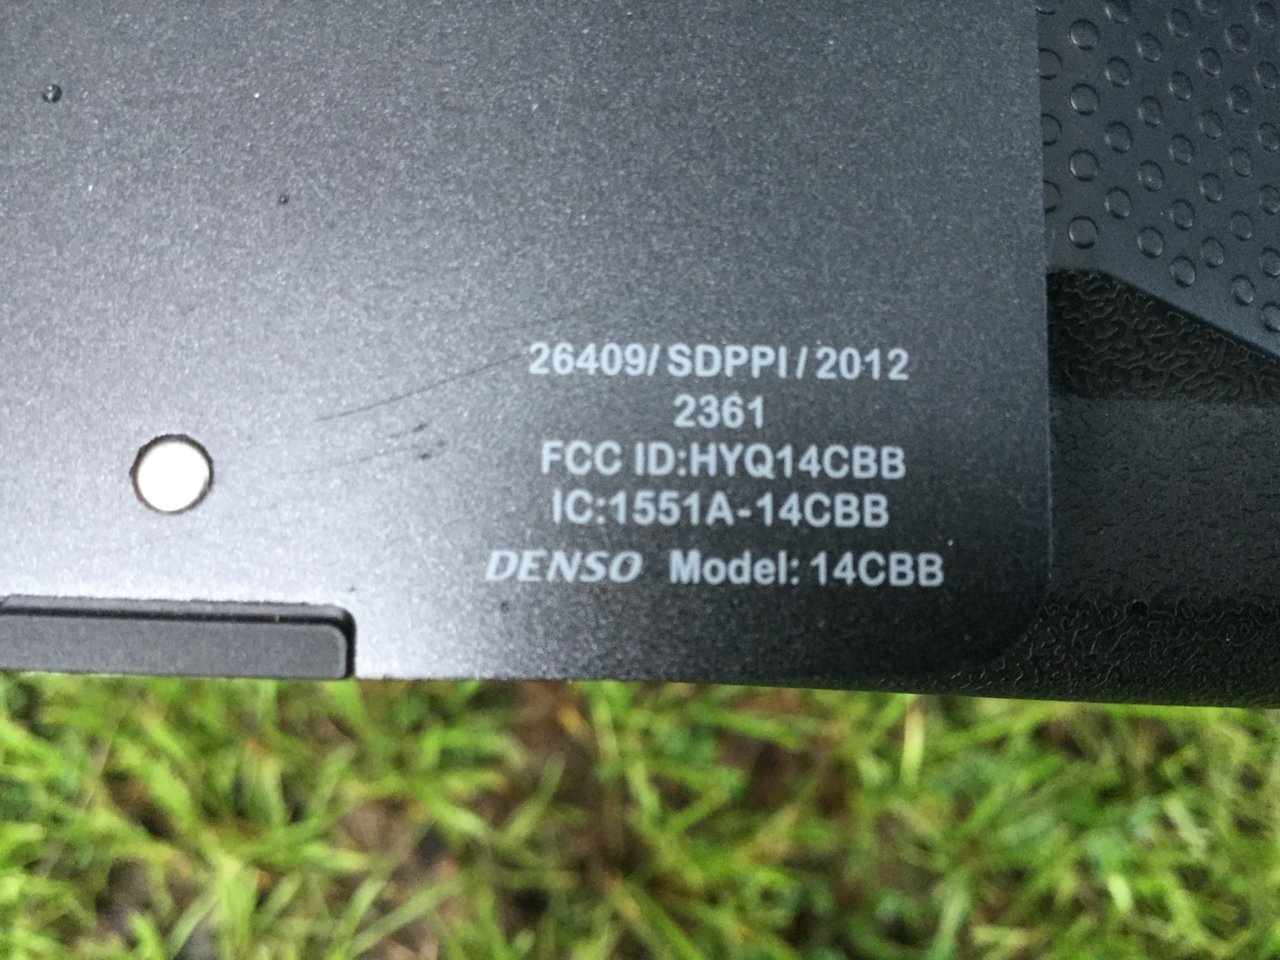 26409/ SDPPI / 2012
2361
FCC ID:HYQ14CBB
IC:1551A-14CBB
DENSO Model: 14CBB